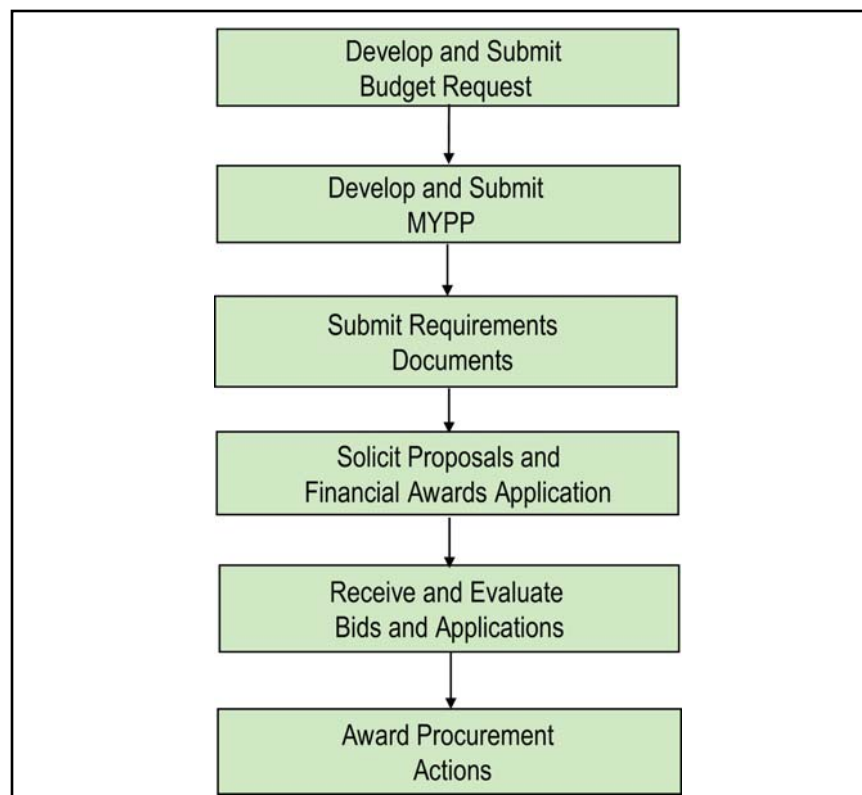 Develop and Submit
Budget Request
Develop and Submit
MYPP
Submit Requirements
Documents
Solicit Proposals and
Financial Awards Application
Receive and Evaluate
Bids and Applications
Award Procurement
Actions